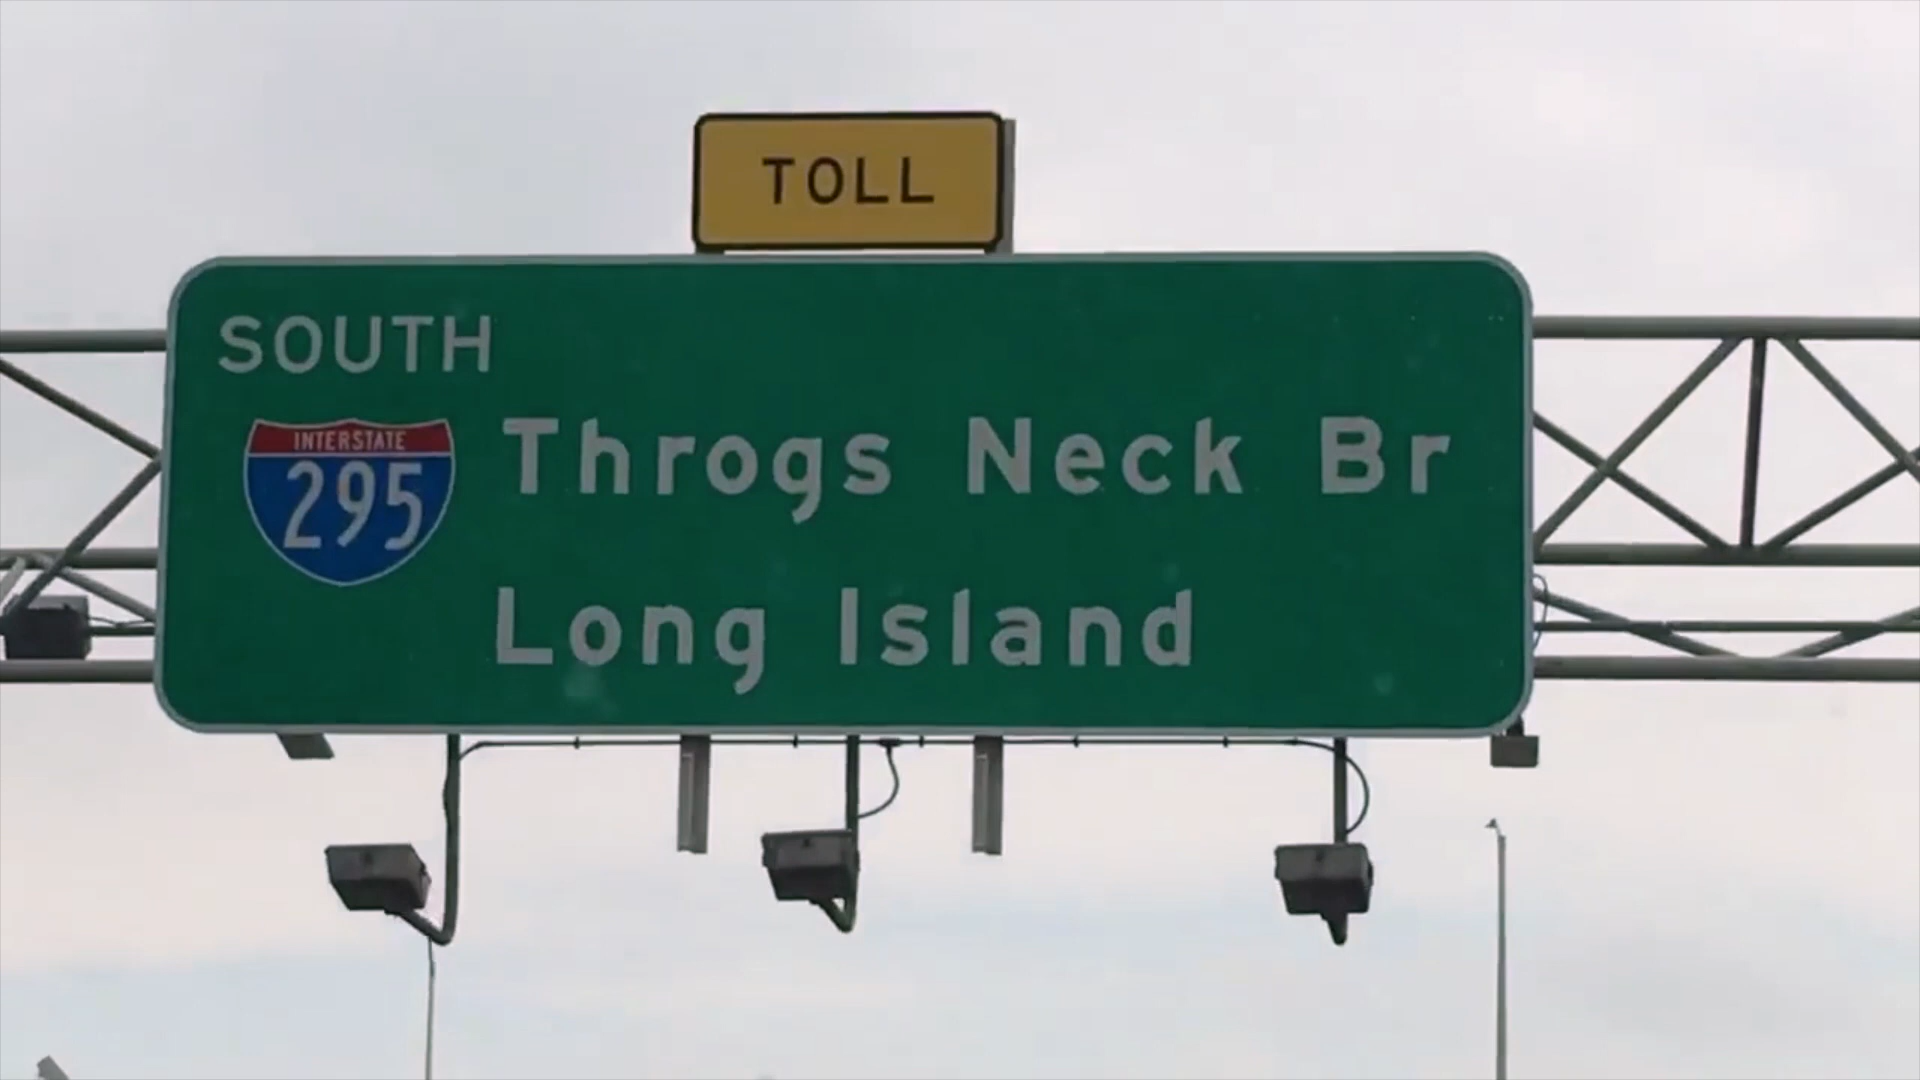 TOLL
SOUTH
INTERSTATE
295
Throgs Neck Br
Long Island